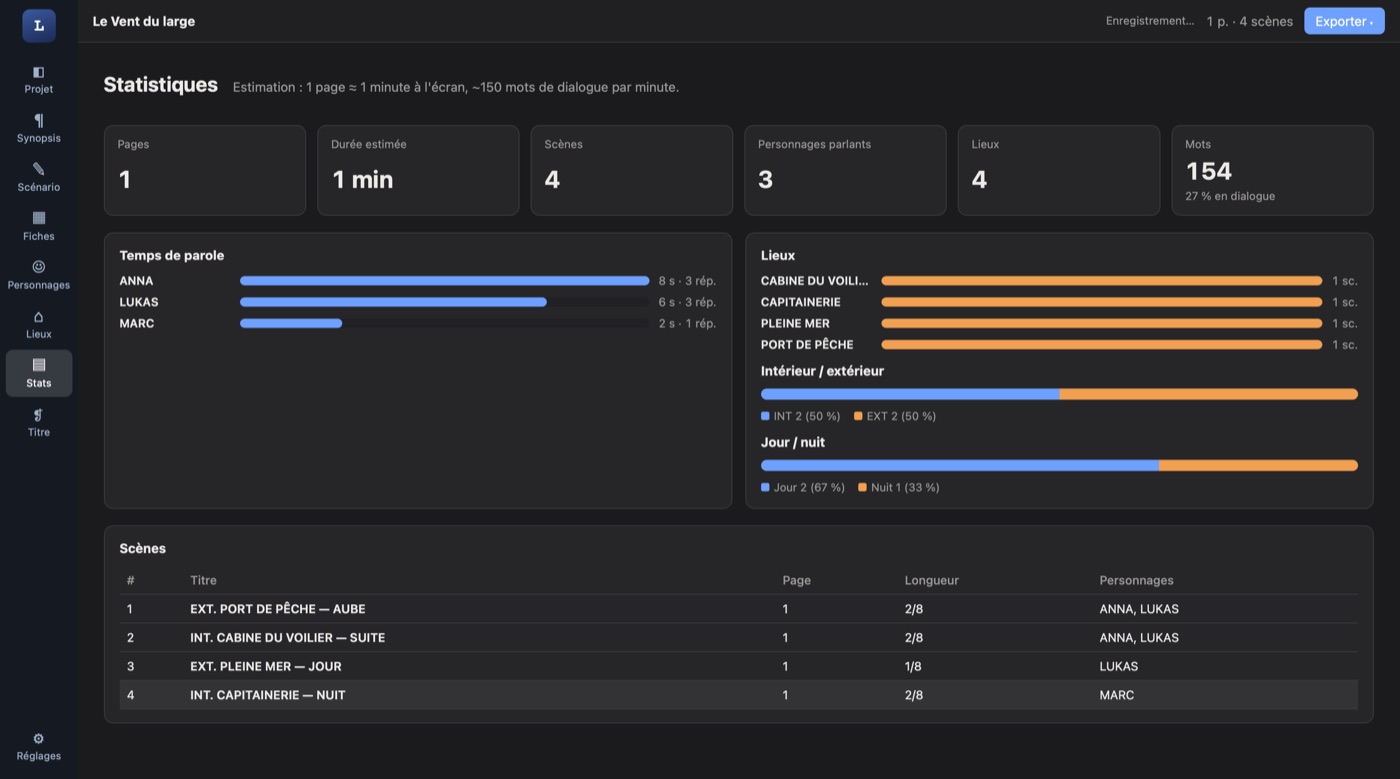 L
Le Vent du large
Enregistrement… 1 p. · 4 scènes Exporter
Projet
Synopsis
Scénario
Fiches
Personnages
Lieux
Stats
Titre
Réglages
Statistiques Estimation : 1 page ≈ 1 minute à l'écran, ~150 mots de dialogue par minute.
Pages
1
Durée estimée
1 min
Scènes
4
Personnages parlants
3
Lieux
4
Mots
154
27 % en dialogue
Temps de parole
ANNA 8 s · 3 rép.
LUKAS 6 s · 3 rép.
MARC 2 s · 1 rép.
Lieux
CABINE DU VOILI… 1 sc.
CAPITAINERIE 1 sc.
PLEINE MER 1 sc.
PORT DE PÊCHE 1 sc.
Intérieur / extérieur
INT 2 (50 %) EXT 2 (50 %)
Jour / nuit
Jour 2 (67 %) Nuit 1 (33 %)
Scènes
# Titre Page Longueur Personnages
1 EXT. PORT DE PÊCHE — AUBE 1 2/8 ANNA, LUKAS
2 INT. CABINE DU VOILIER — SUITE 1 2/8 ANNA, LUKAS
3 EXT. PLEINE MER — JOUR 1 1/8 LUKAS
4 INT. CAPITAINERIE — NUIT 1 2/8 MARC